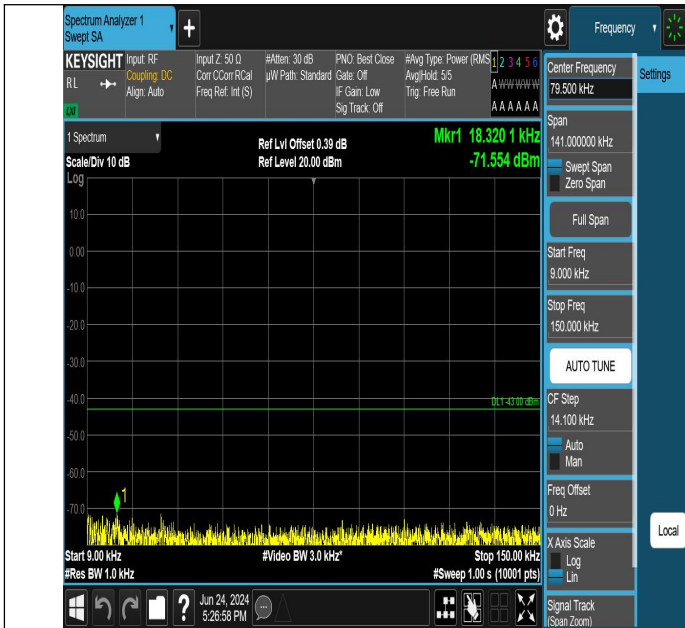 Spectrum Analyzer 1
Swept SA
+
Frequency
Settings
KEYSIGHT
RL
LXI
Input: RF
Coupling: DC
Align: Auto
Input Z: 50 Ω
Corr CCorr RCal
Freq Ref: Int (S)
#Atten: 30 dB
µW Path: Standard
PNO: Best Close
Gate: Off
IF Gain: Low
Sig Track: Off
#Avg Type: Power (RMS
Avg|Hold: 5/5
Trig: Free Run
1 2 3 4 5 6
A W W W W W
A A A A A A
1 Spectrum
Scale/Div 10 dB
Ref Lvl Offset 0.39 dB
Ref Level 20.00 dBm
Mkr1 18.320 1 kHz
-71.554 dBm
Log
10.0
0.00
-10.0
-20.0
-30.0
-40.0
-50.0
-60.0
-70.0
DL1 -43.00 dBm
1
Start 9.00 kHz
#Res BW 1.0 kHz
#Video BW 3.0 kHz*
Stop 150.00 kHz
#Sweep 1.00 s (10001 pts)
Center Frequency
79.500 kHz
Span
141.000000 kHz
Swept Span
Zero Span
Full Span
Start Freq
9.000 kHz
Stop Freq
150.000 kHz
AUTO TUNE
CF Step
14.100 kHz
Auto
Man
Freq Offset
0 Hz
X Axis Scale
Log
Lin
Signal Track
(Span Zoom)
Local
?
Jun 24, 2024
5:26:58 PM